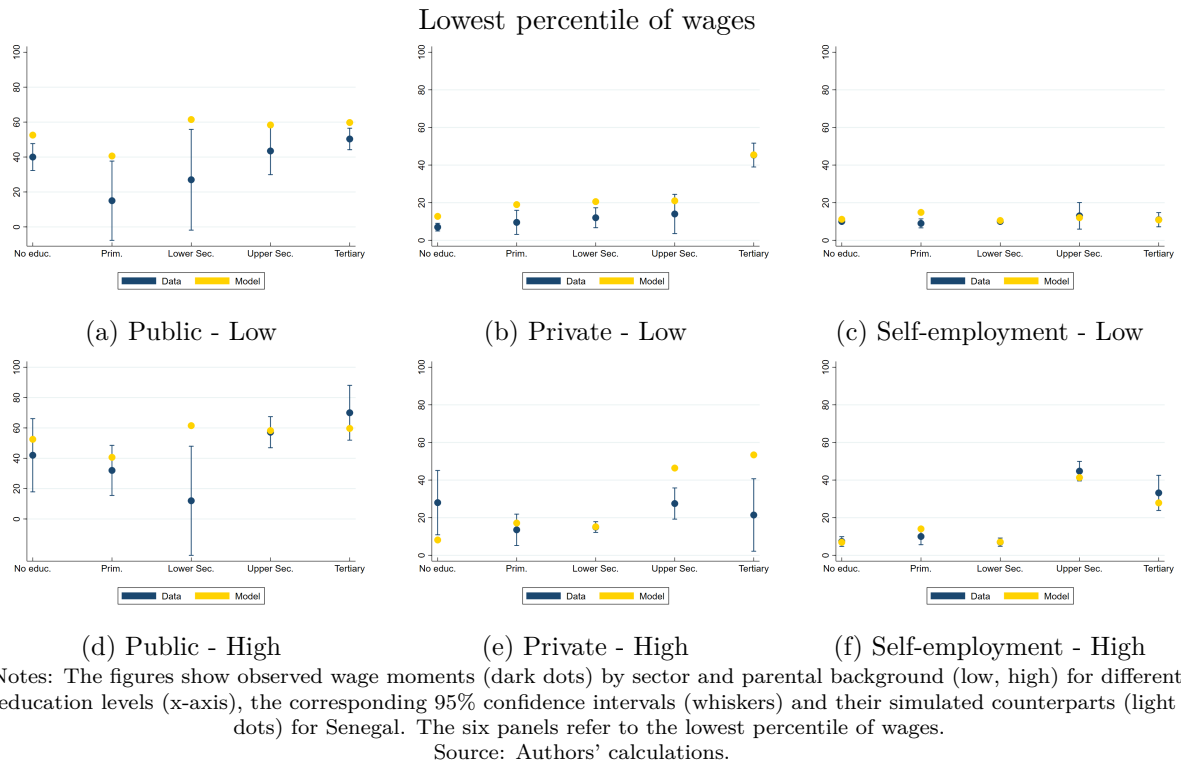 Lowest percentile of wages
100
80
60
40
20
0
No educ. Prim. Lower Sec. Upper Sec. Tertiary
Data Model
(a) Public - Low
100
80
60
40
20
0
No educ. Prim. Lower Sec. Upper Sec. Tertiary
Data Model
(b) Private - Low
100
80
60
40
20
0
No educ. Prim. Lower Sec. Upper Sec. Tertiary
Data Model
(c) Self-employment - Low
100
80
60
40
20
0
No educ. Prim. Lower Sec. Upper Sec. Tertiary
Data Model
(d) Public - High
100
80
60
40
20
0
No educ. Prim. Lower Sec. Upper Sec. Tertiary
Data Model
(e) Private - High
100
80
60
40
20
0
No educ. Prim. Lower Sec. Upper Sec. Tertiary
Data Model
(f) Self-employment - High
Notes: The figures show observed wage moments (dark dots) by sector and parental background (low, high) for different
education levels (x-axis), the corresponding 95% confidence intervals (whiskers) and their simulated counterparts (light
dots) for Senegal. The six panels refer to the lowest percentile of wages.
Source: Authors' calculations.